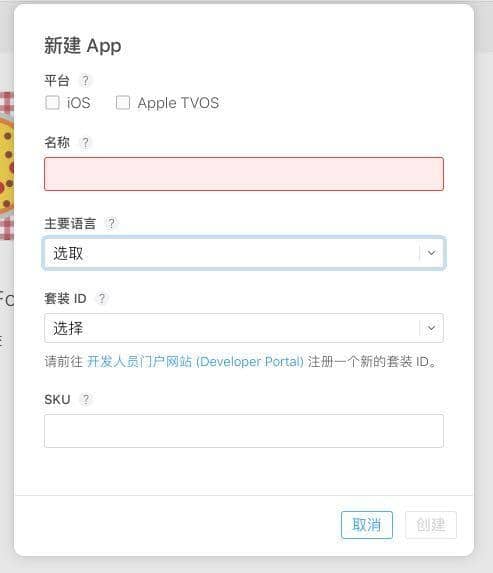 新建 App
平台 ?
iOS Apple TVOS
名称 ?
主要语言 ?
选取
套装 ID ?
选择
请前往 开发人员门户网站 (Developer Portal) 注册一个新的套装 ID。
SKU ?
取消 创建